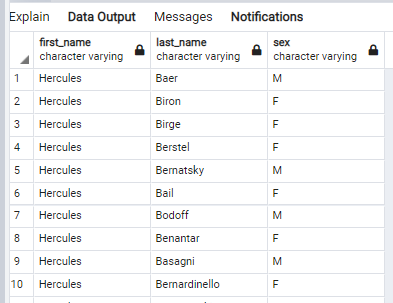 Explain Data Output Messages Notifications
first_name last_name sex
character varying character varying character varying
1 Hercules Baer M
2 Hercules Biron F
3 Hercules Birge F
4 Hercules Berstel F
5 Hercules Bernatsky M
6 Hercules Bail F
7 Hercules Bodoff M
8 Hercules Benantar F
9 Hercules Basagni M
10 Hercules Bernardinello F